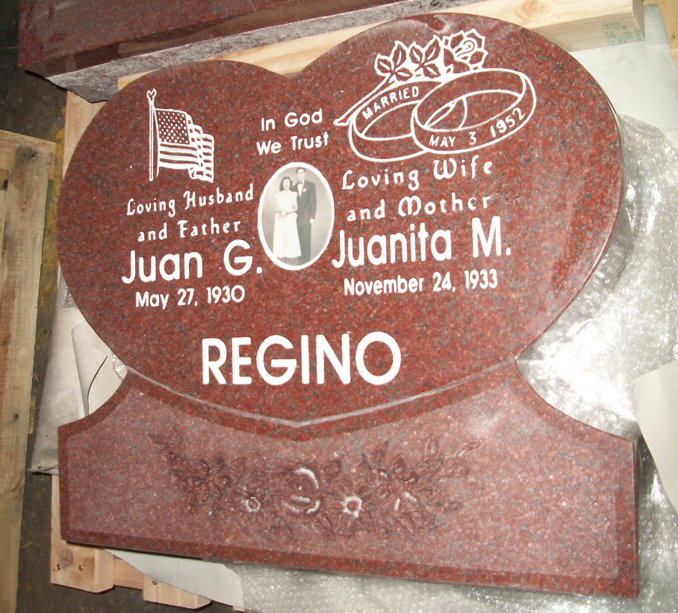 In God
We Trust
MARRIED
MAY 3 1952
Loving Husband
and Father
Juan G.
May 27, 1930
Loving Wife
and Mother
Juanita M.
November 24, 1933
REGINO